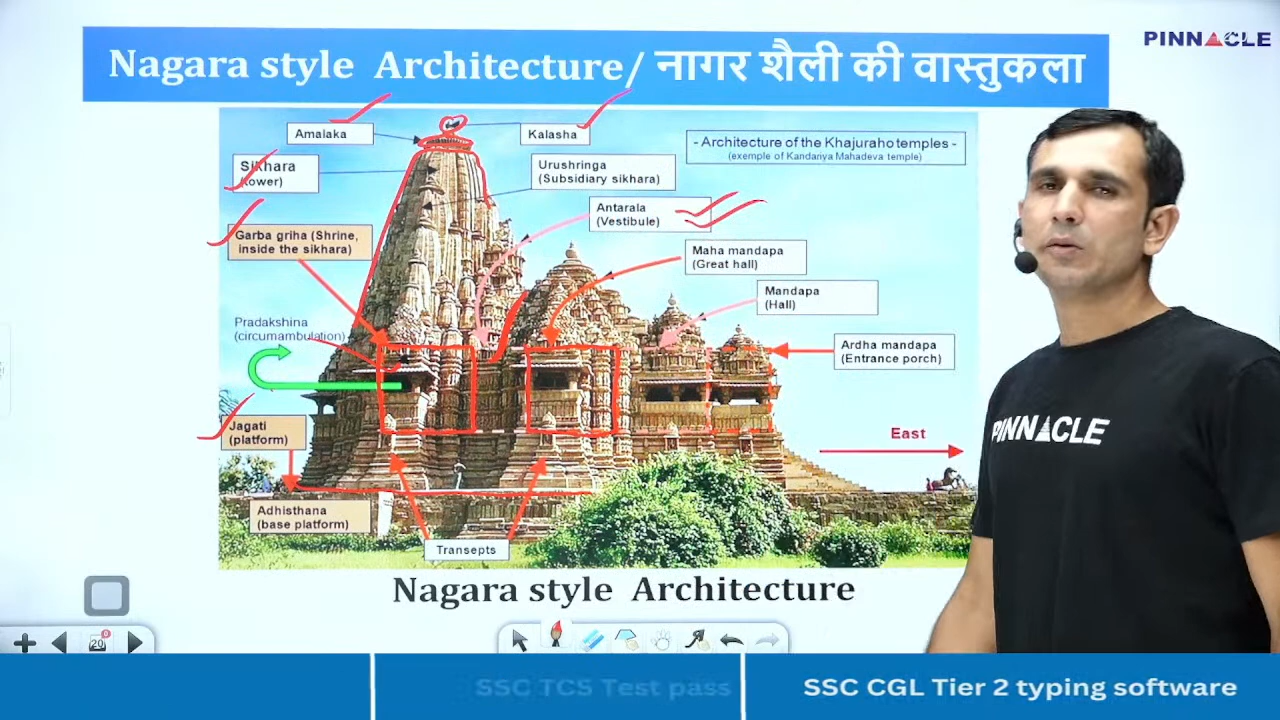 Nagara style Architecture/ नागर शैली की वास्तुकला
PINNACLE
Amalaka
Kalasha
- Architecture of the Khajuraho temples -
(exemple of Kandariya Mahadeva temple)
Sikhara
(tower)
Urushringa
(Subsidiary sikhara)
Antarala
(Vestibule)
Garba griha (Shrine,
inside the sikhara)
Maha mandapa
(Great hall)
Mandapa
(Hall)
Pradakshina
(circumambulation)
Ardha mandapa
(Entrance porch)
Jagati
(platform)
East
PINNACLE
Adhisthana
(base platform)
Transepts
Nagara style Architecture
20
SSC TCS Test pass
SSC CGL Tier 2 typing software